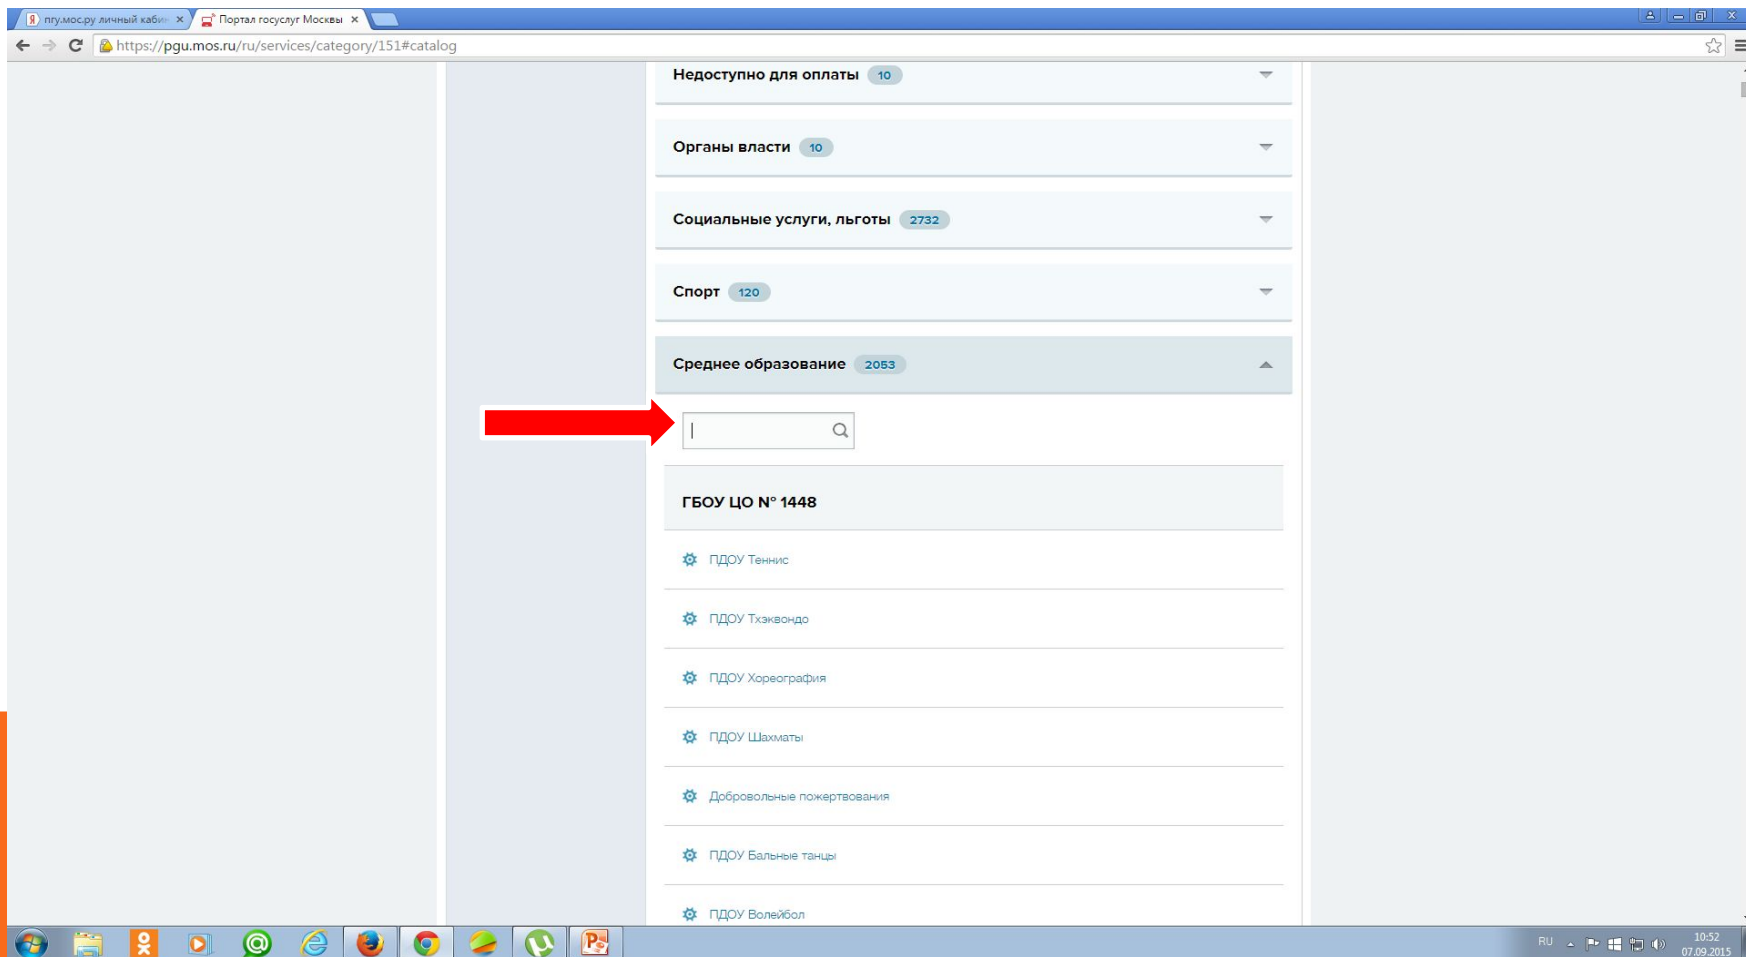 пгу.мос.ру личный кабин
Портал госуслуг Москвы
https://pgu.mos.ru/ru/services/category/151#catalog
Недоступно для оплаты 10
Органы власти 10
Социальные услуги, льготы 2732
Спорт 120
Среднее образование 2053
ГБОУ ЦО № 1448
ПДОУ Теннис
ПДОУ Тхэквондо
ПДОУ Хореография
ПДОУ Шахматы
Добровольные пожертвования
ПДОУ Бальные танцы
ПДОУ Волейбол
RU
10:52
07.09.2015